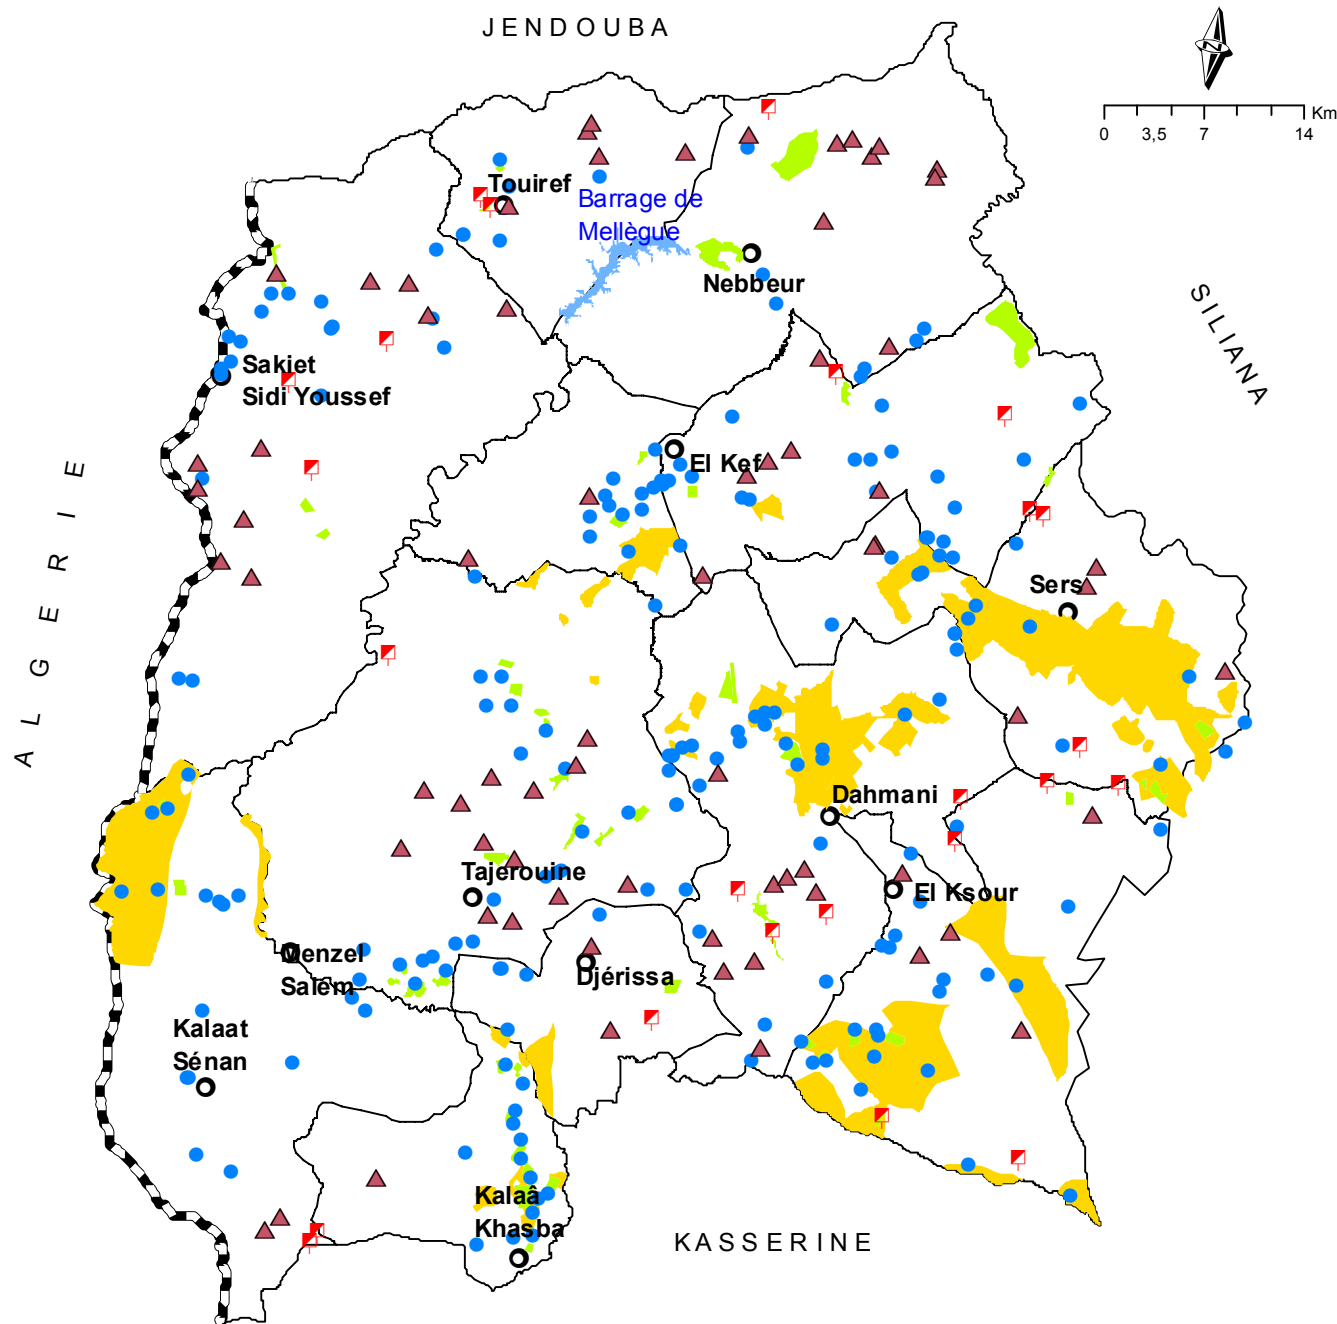 JENDOUBA
Km
0 3,5 7 14
N
Touiref
Barrage de
Mellègue
Nebbeur
SILIANA
Sakiet
Sidi Youssef
El Kef
ALGERIE
Sers
Dahmani
Tajerouine
El Ksour
Menzel
Salem
Djérissa
Kalaat
Sénan
Kalaâ
Khasba
KASSERINE